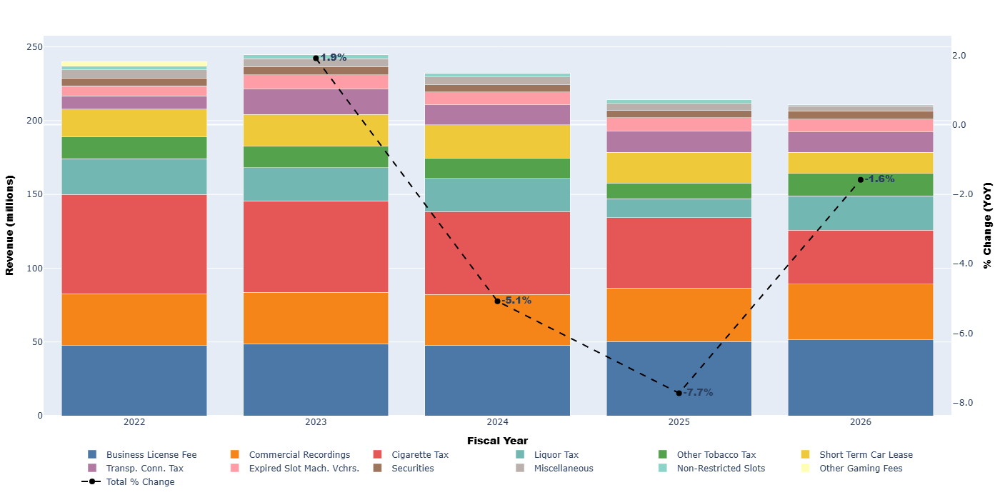 250
200
150
100
50
0
Revenue (millions)
2.0
0.0
−2.0
−4.0
−6.0
−8.0
% Change (YoY)
1.9%
-5.1%
-7.7%
-1.6%
2022 2023 2024 2025 2026
Fiscal Year
Business License Fee Commercial Recordings Cigarette Tax Liquor Tax Other Tobacco Tax Short Term Car Lease
Transp. Conn. Tax Expired Slot Mach. Vchrs. Securities Miscellaneous Non-Restricted Slots Other Gaming Fees
Total % Change